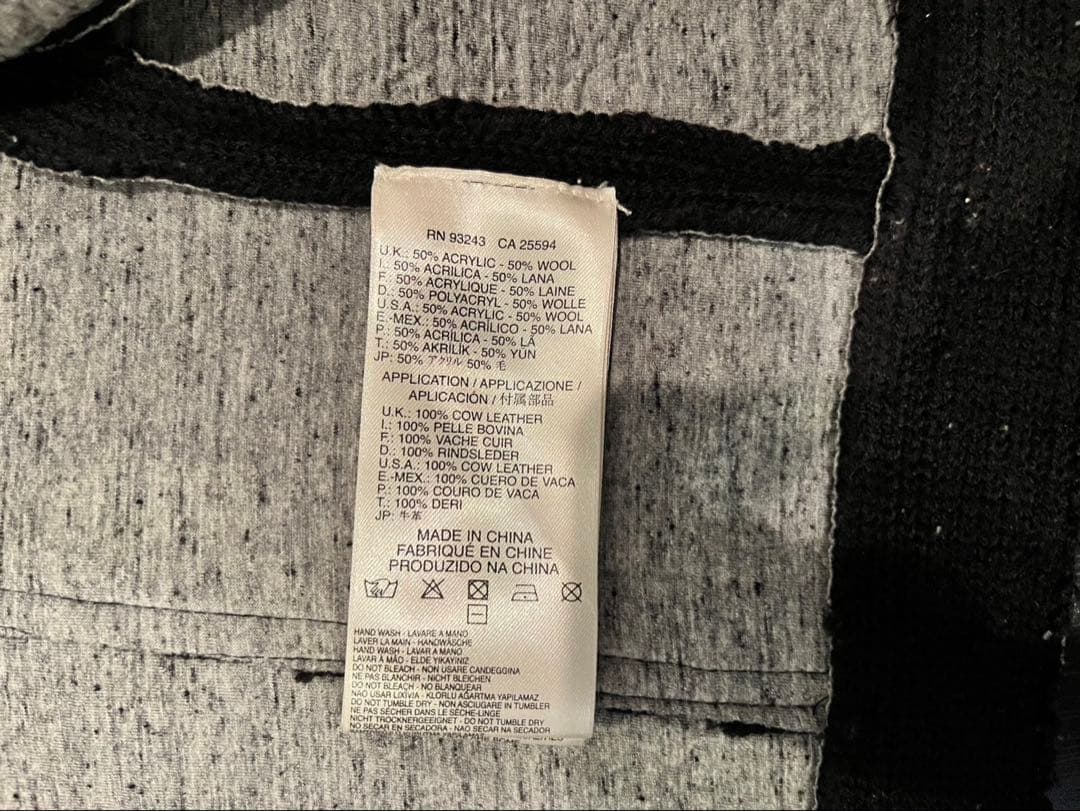 RN 93243 CA 25594
U.K.: 50% ACRYLIC - 50% WOOL
I.: 50% ACRILICA - 50% LANA
F.: 50% ACRYLIQUE - 50% LAINE
D.: 50% POLYACRYL - 50% WOLLE
U.S.A.: 50% ACRYLIC - 50% WOOL
E.-MEX.: 50% ACRÍLICO - 50% LANA
P.: 50% ACRÍLICA - 50% LÃ
T.: 50% AKRİLİK - 50% YÜN
JP: 50% アクリル 50% 毛
APPLICATION / APPLICAZIONE /
APLICACIÓN / 付属部品
U.K.: 100% COW LEATHER
I.: 100% PELLE BOVINA
F.: 100% VACHE CUIR
D.: 100% RINDSLEDER
U.S.A.: 100% COW LEATHER
E.-MEX.: 100% CUERO DE VACA
P.: 100% COURO DE VACA
T.: 100% DERI
JP: 牛革
MADE IN CHINA
FABRIQUÉ EN CHINE
PRODUZIDO NA CHINA
HAND WASH - LAVARE A MANO
LAVER LA MAIN - HANDWÄSCHE
HAND WASH - LAVAR A MANO
LAVAR À MÃO - ELDE YIKAYINIZ
DO NOT BLEACH - NON USARE CANDEGGINA
NE PAS BLANCHIR - NICHT BLEICHEN
DO NOT BLEACH - NO BLANQUEAR
NÃO USAR LIXÍVIA - KLORLU AĞARTMA YAPILAMAZ
DO NOT TUMBLE DRY - NON ASCIUGARE IN TUMBLER
NE PAS SÉCHER DANS LE SÈCHE-LINGE
NICHT TROCKNERGEEIGNET - DO NOT TUMBLE DRY
NO SECAR EN SECADORA - NÃO SECAR NA SECADOR